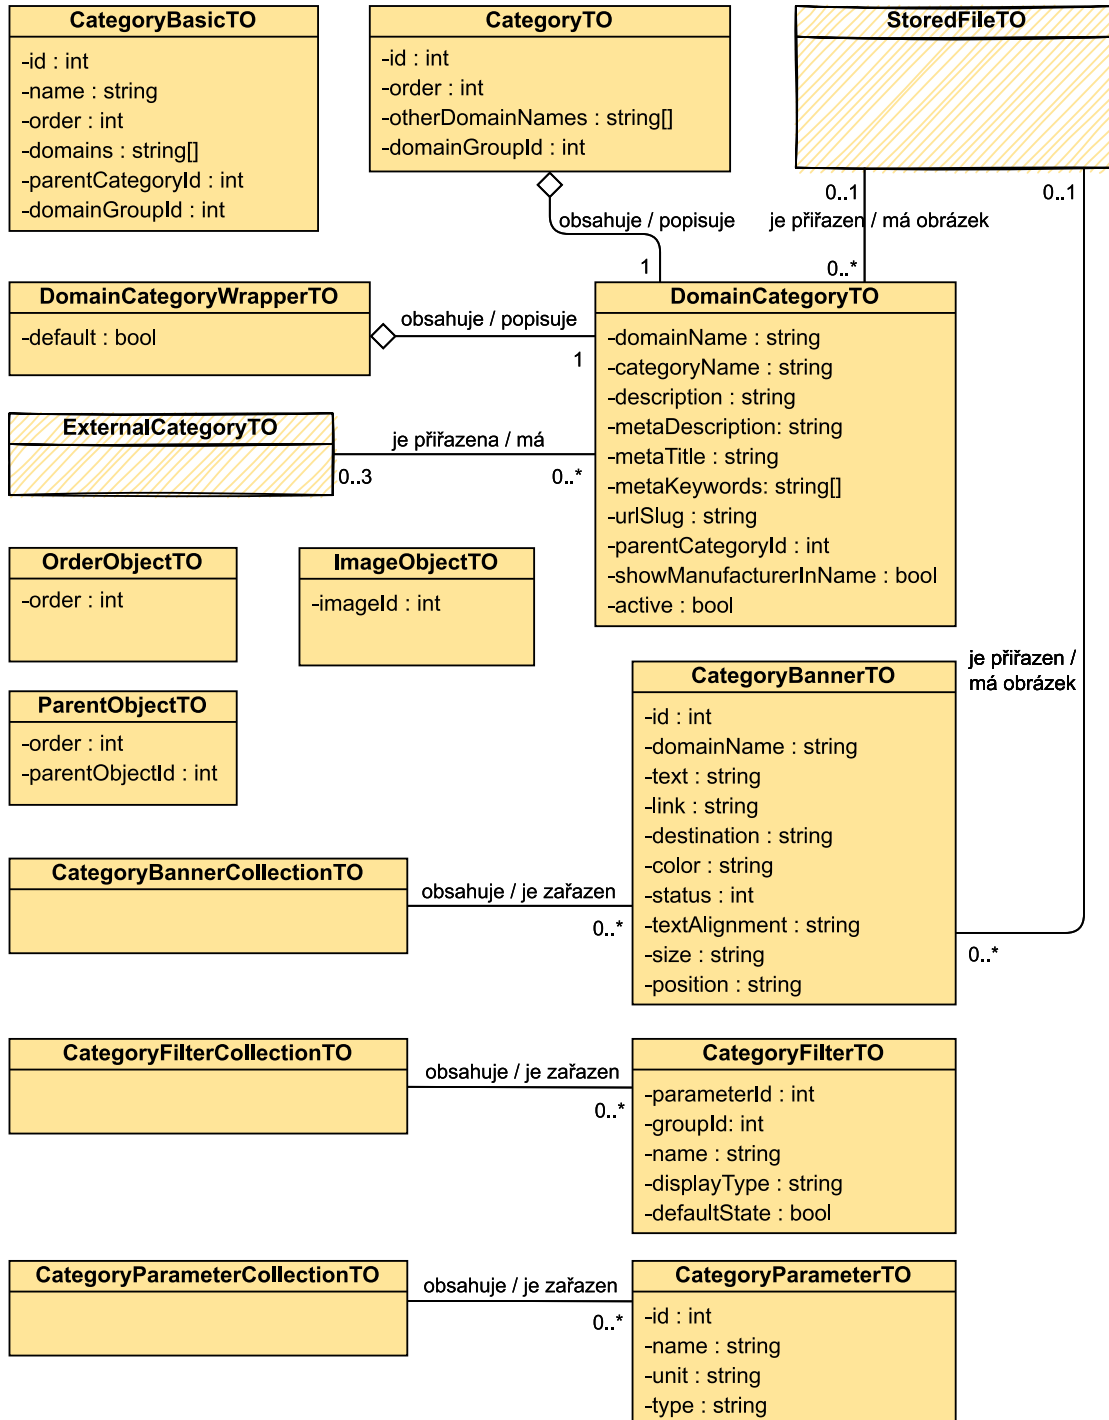 CategoryBasicTO
-id : int
-name : string
-order : int
-domains : string[]
-parentCategoryId : int
-domainGroupId : int
CategoryTO
-id : int
-order : int
-otherDomainNames : string[]
-domainGroupId : int
StoredFileTO
0..1
0..1
obsahuje / popisuje
je přiřazen / má obrázek
1
0..*
DomainCategoryWrapperTO
-default : bool
obsahuje / popisuje
1
DomainCategoryTO
-domainName : string
-categoryName : string
-description : string
-metaDescription: string
-metaTitle : string
-metaKeywords: string[]
-urlSlug : string
-parentCategoryId : int
-showManufacturerInName : bool
-active : bool
ExternalCategoryTO
je přiřazena / má
0..3
0..*
OrderObjectTO
-order : int
ImageObjectTO
-imageId : int
je přiřazen /
má obrázek
ParentObjectTO
-order : int
-parentObjectId : int
CategoryBannerTO
-id : int
-domainName : string
-text : string
-link : string
-destination : string
-color : string
-status : int
-textAlignment : string
-size : string
-position : string
CategoryBannerCollectionTO
obsahuje / je zařazen
0..*
0..*
CategoryFilterCollectionTO
obsahuje / je zařazen
0..*
CategoryFilterTO
-parameterId : int
-groupId: int
-name : string
-displayType : string
-defaultState : bool
CategoryParameterCollectionTO
obsahuje / je zařazen
0..*
CategoryParameterTO
-id : int
-name : string
-unit : string
-type : string